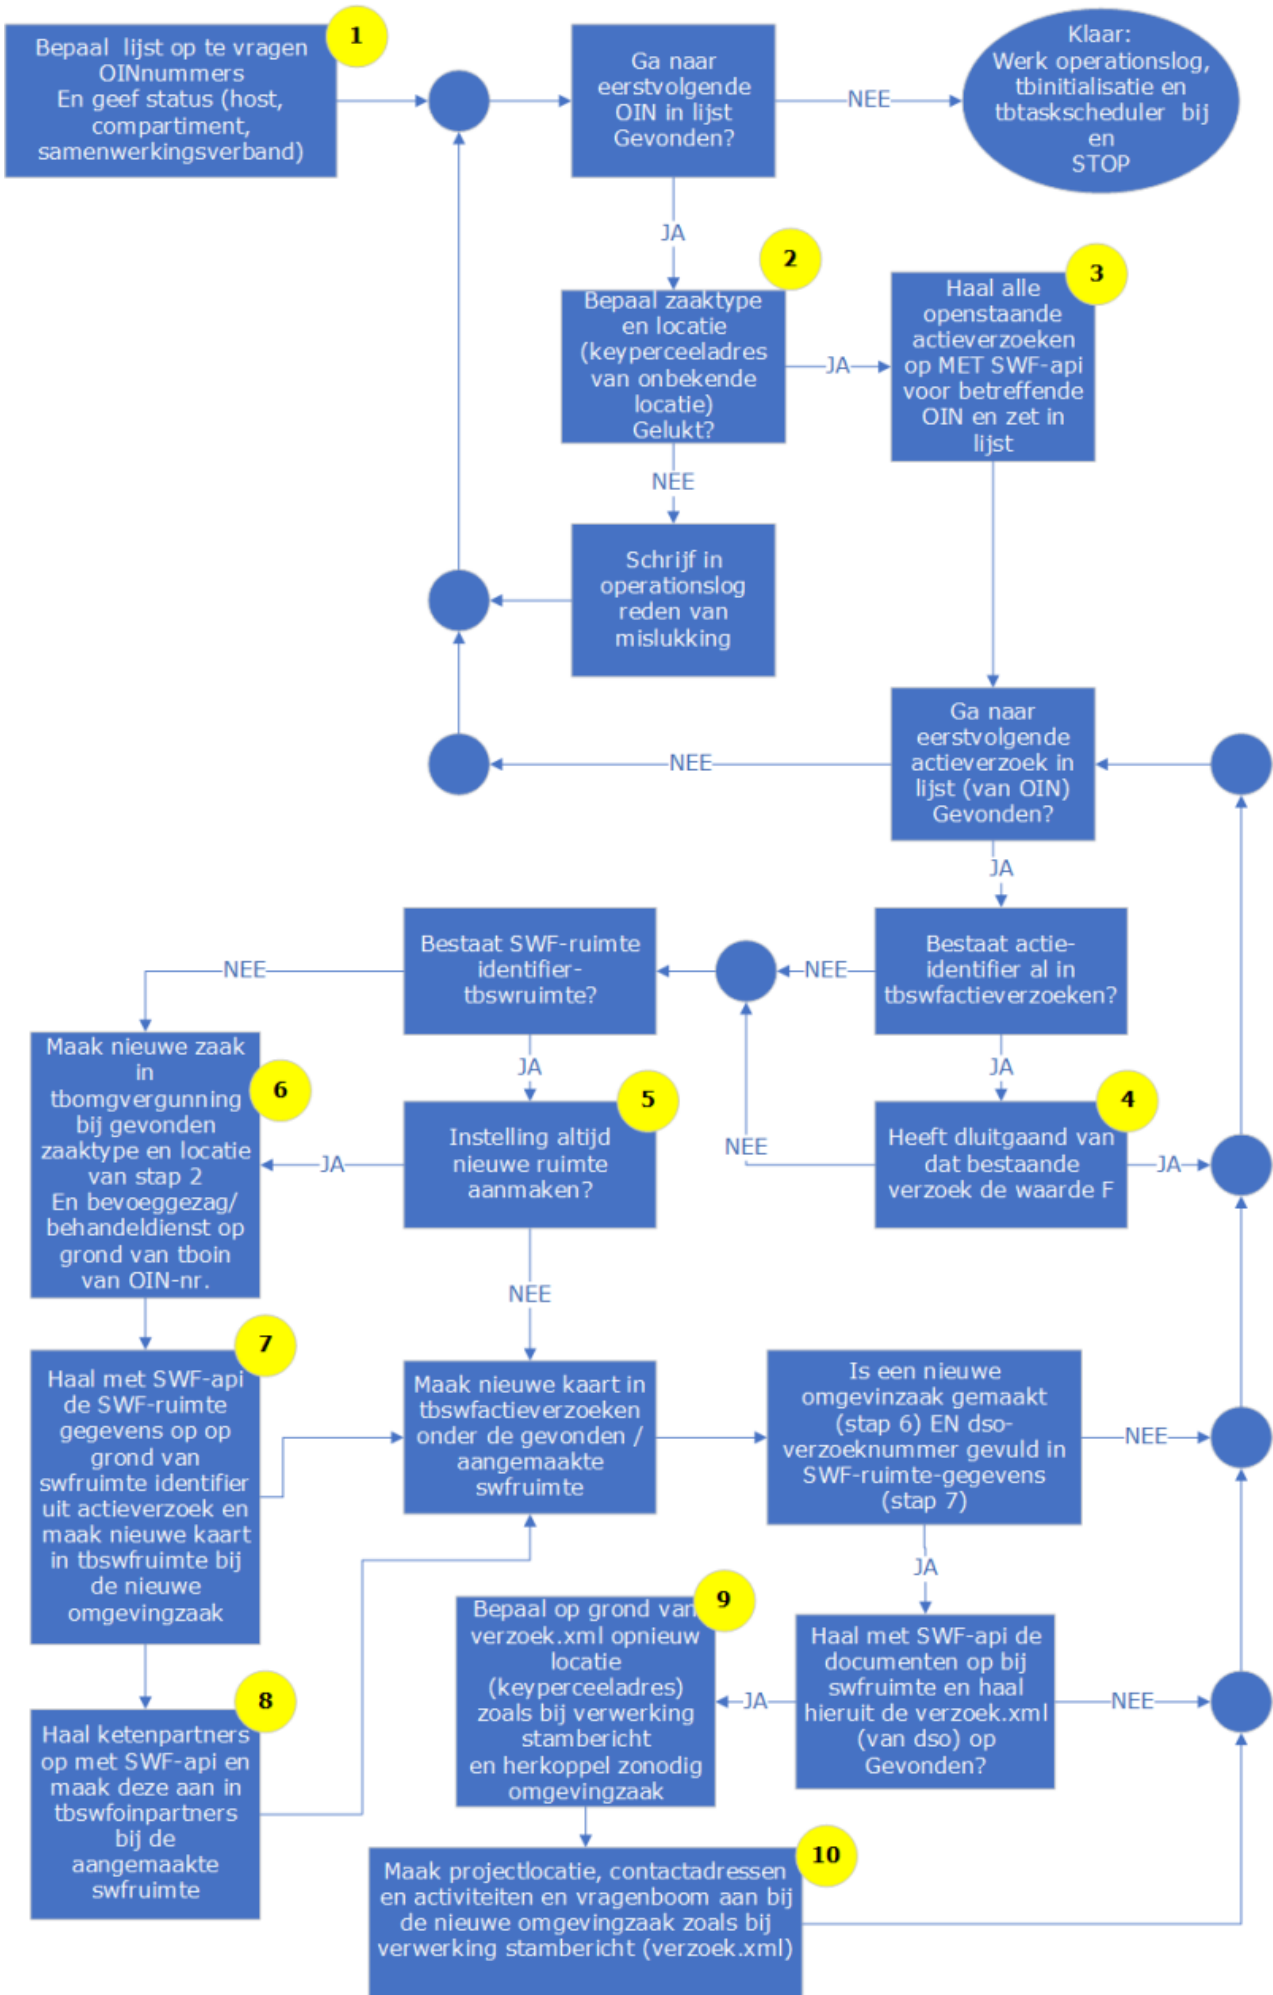 1
Bepaal lijst op te vragen
OINnummers
En geef status (host,
compartiment,
samenwerkingsverband)
Ga naar
eerstvolgende
OIN in lijst
Gevonden?
NEE
Klaar:
Werk operationslog,
tbinitialisatie en
tbtaskscheduler bij
en
STOP
JA
2
Bepaal zaaktype
en locatie
(keyperceeladres
van onbekende
locatie)
Gelukt?
JA
3
Haal alle
openstaande
actieverzoeken
op MET SWF-api
voor betreffende
OIN en zet in
lijst
NEE
Schrijf in
operationslog
reden van
mislukking
Ga naar
eerstvolgende
actieverzoek in
lijst (van OIN)
Gevonden?
NEE
JA
Bestaat actie-
identifier al in
tbswfactieverzoeken?
NEE
Bestaat SWF-ruimte
identifier-
tbswruimte?
NEE
JA
JA
4
Heeft dluitgaand van
dat bestaande
verzoek de waarde F
JA
NEE
5
Instelling altijd
nieuwe ruimte
aanmaken?
JA
NEE
6
Maak nieuwe zaak
in
tbomgvergunning
bij gevonden
zaaktype en locatie
van stap 2
En bevoeggezag/
behandeldienst op
grond van tboin
van OIN-nr.
7
Haal met SWF-api
de SWF-ruimte
gegevens op op
grond van
swfruimte identifier
uit actieverzoek en
maak nieuwe kaart
in tbswfruimte bij
de nieuwe
omgevingzaak
Maak nieuwe kaart in
tbswfactieverzoeken
onder de gevonden /
aangemaakte
swfruimte
Is een nieuwe
omgevinzaak gemaakt
(stap 6) EN dso-
verzoeknummer gevuld in
SWF-ruimte-gegevens
(stap 7)
NEE
JA
8
Haal ketenpartners
op met SWF-api en
maak deze aan in
tbswfoinpartners
bij de
aangemaakte
swfruimte
9
Bepaal op grond van
verzoek.xml opnieuw
locatie
(keyperceeladres)
zoals bij verwerking
stambericht
en herkoppel zonodig
omgevingzaak
JA
Haal met SWF-api de
documenten op bij
swfruimte en haal
hieruit de verzoek.xml
(van dso) op
Gevonden?
NEE
10
Maak projectlocatie, contactadressen
en activiteiten en vragenboom aan bij
de nieuwe omgevingzaak zoals bij
verwerking stambericht (verzoek.xml)